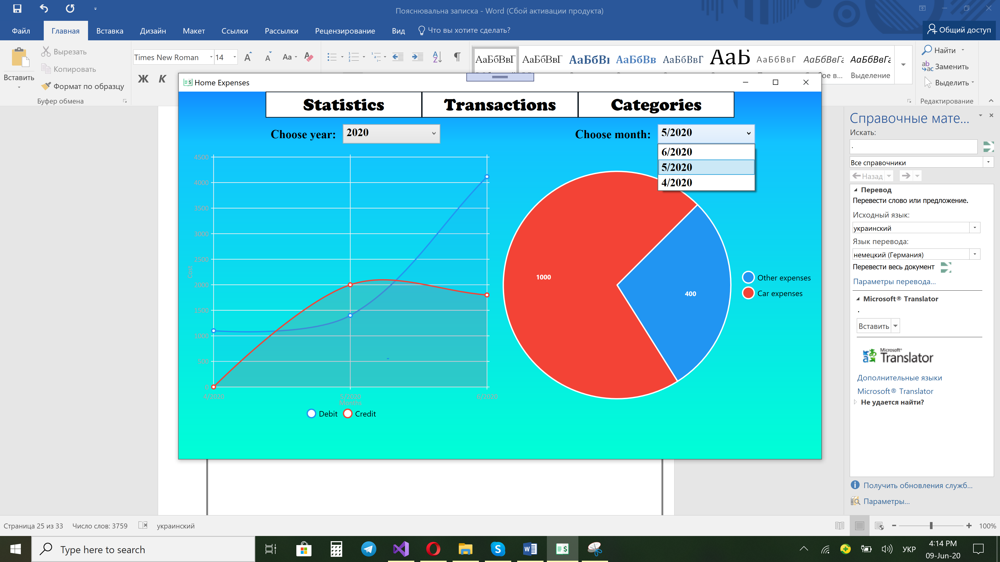 Пояснювальна записка - Word (Сбой активации продукта)
Файл Главная Вставка Дизайн Макет Ссылки Рассылки Рецензирование Вид Что вы хотите сделать? Общий доступ
Вставить
Вырезать
Копировать
Формат по образцу
Буфер обмена
Times New Roman 14
Ж К
АаБбВвГ АаБбВвГ АаБбВı АаБбВв АаБбВвГ АаБ АаБбВвГ АаБбВвГг АаБбВвГг
ое в... Выделение
Найти
Заменить
Выделить
Редактирование
Home Expenses
Statistics Transactions Categories
Choose year: 2020
Choose month: 5/2020
6/2020
5/2020
4/2020
4500
4000
3500
3000
2500
2000
1500
1000
500
0
Cost
4/2020 5/2020 6/2020
Months
Debit Credit
1000
400
Other expenses
Car expenses
Справочные мате...
Искать:
.
Все справочники
Назад
Перевод
Перевести слово или предложение.
Исходный язык:
украинский
Язык перевода:
немецкий (Германия)
Перевести весь документ
Параметры перевода...
Microsoft® Translator
.
Вставить
Microsoft®
Translator
Дополнительные языки
Microsoft® Translator
Не удается найти?
Получить обновления служб...
Параметры...
Страница 25 из 33 Число слов: 3759 украинский 100%
Type here to search
УКР
4:14 PM
09-Jun-20